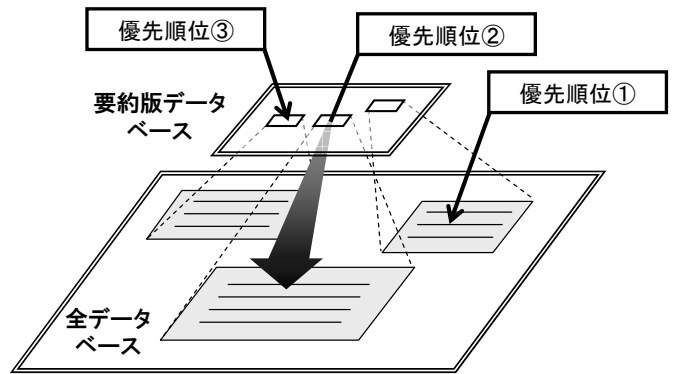 優先順位③
優先順位②
優先順位①
要約版データ
ベース
全データ
ベース